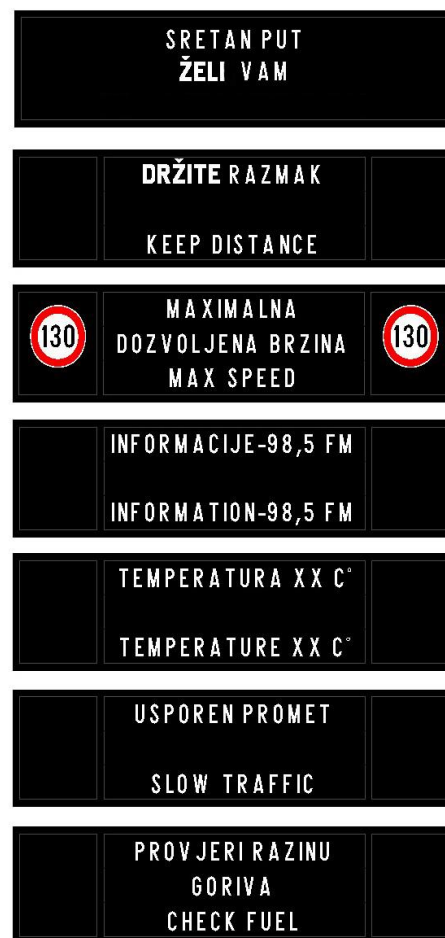 SRETAN PUT
ŽELI VAM
DRŽITE RAZMAK
KEEP DISTANCE
130
MAXIMALNA
DOZVOLJENA BRZINA
MAX SPEED
130
INFORMACIJE-98,5 FM
INFORMATION-98,5 FM
TEMPERATURA XX C°
TEMPERATURE XX C°
USPOREN PROMET
SLOW TRAFFIC
PROVJERI RAZINU
GORIVA
CHECK FUEL